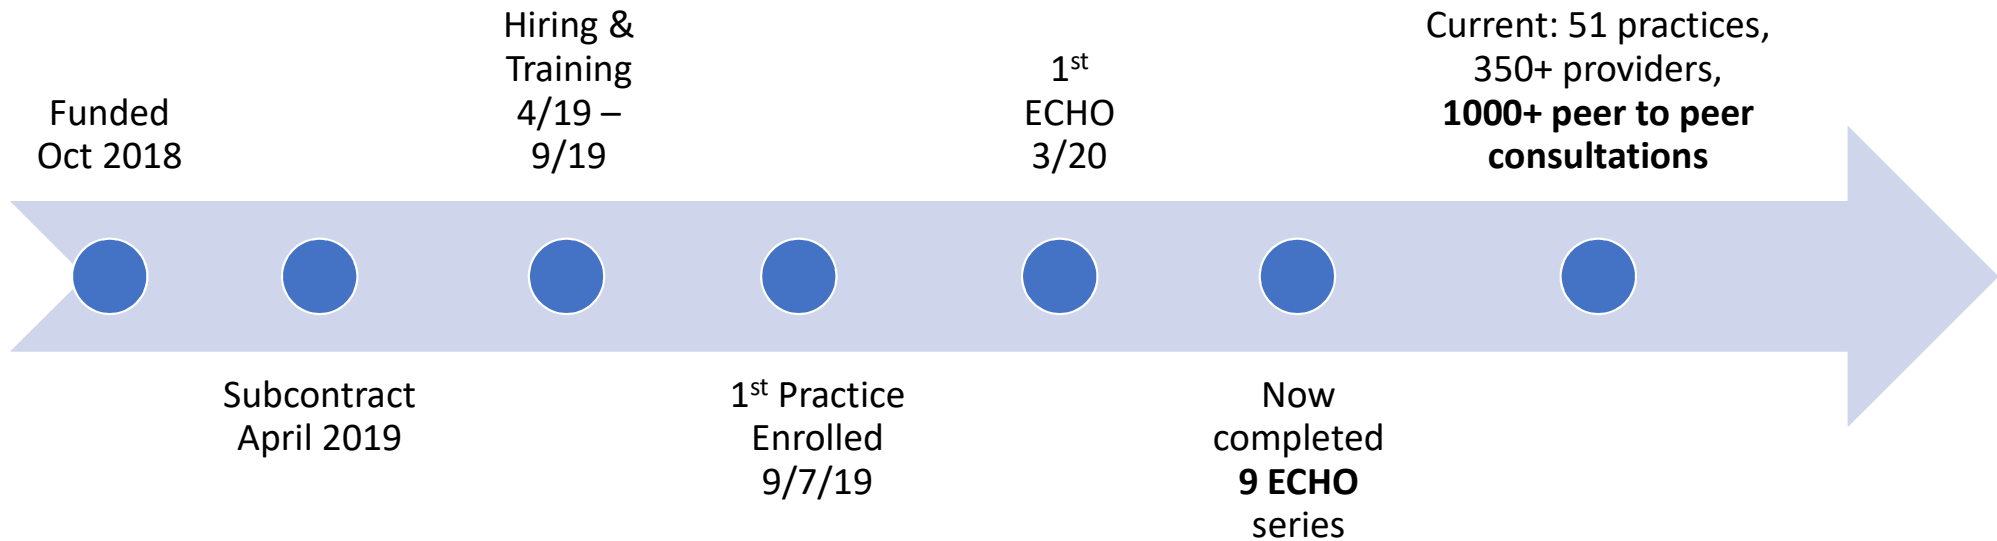 Funded
Oct 2018
Subcontract
April 2019
Hiring &
Training
4/19 –
9/19
1st Practice
Enrolled
9/7/19
1st
ECHO
3/20
Now
completed
9 ECHO
series
Current: 51 practices,
350+ providers,
1000+ peer to peer
consultations